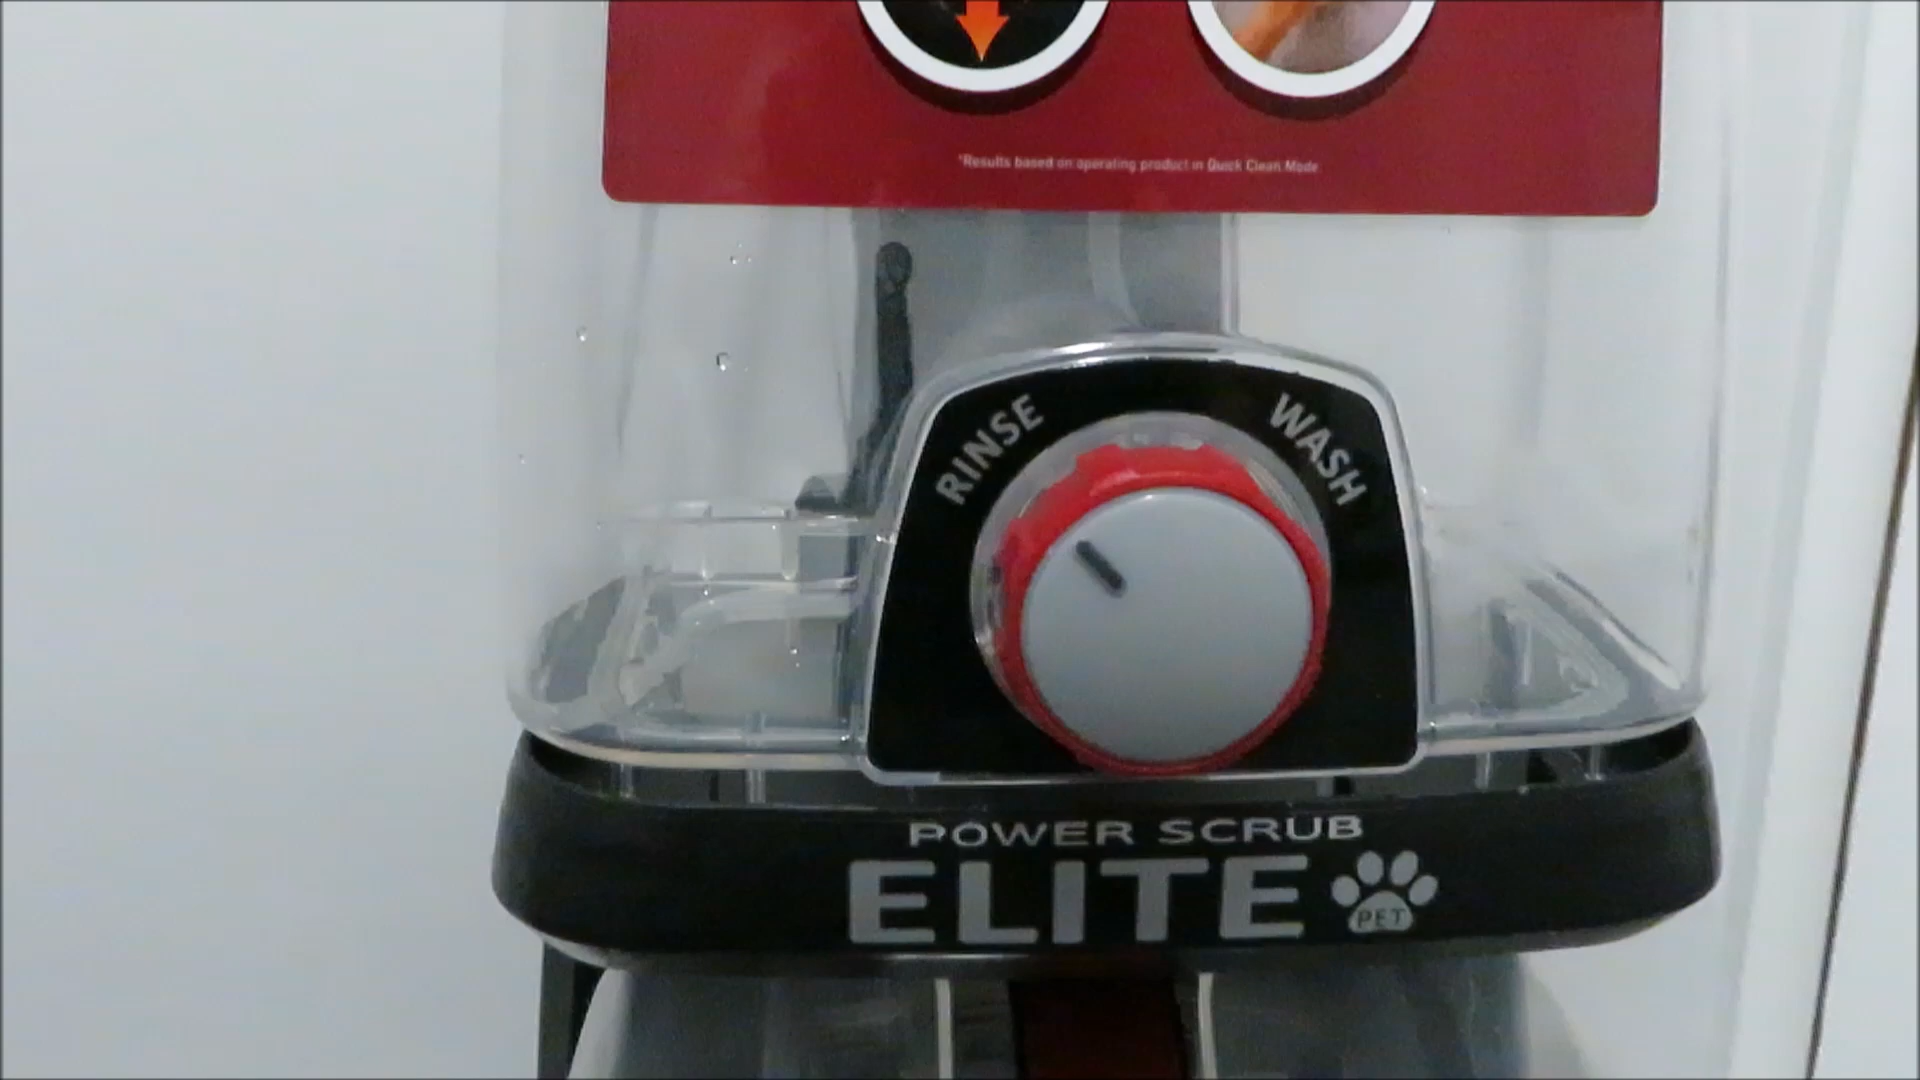 *Results based on operating product in Quick Clean Mode
RINSE
WASH
POWER SCRUB
ELITE
PET